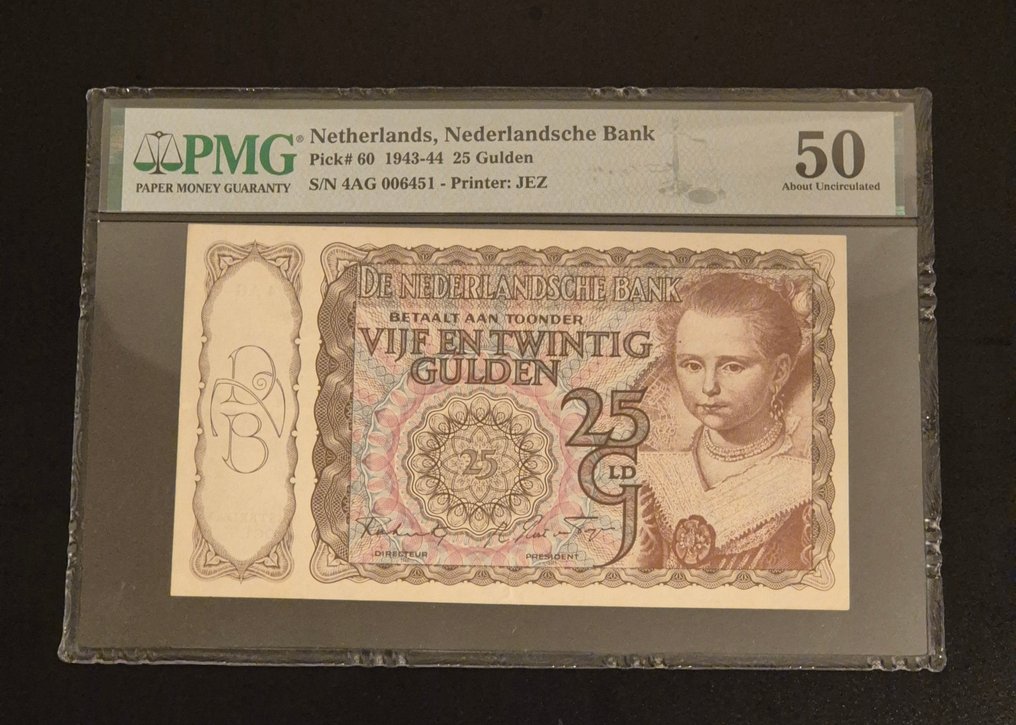 PMG®
PAPER MONEY GUARANTY
Netherlands, Nederlandsche Bank
Pick# 60 1943-44 25 Gulden
S/N 4AG 006451 - Printer: JEZ
50
About Uncirculated
DE NEDERLANDSCHE BANK
BETAALT AAN TOONDER
VIJF EN TWINTIG
GULDEN
25
GLD
25
DNB
DIRECTEUR
PRESIDENT